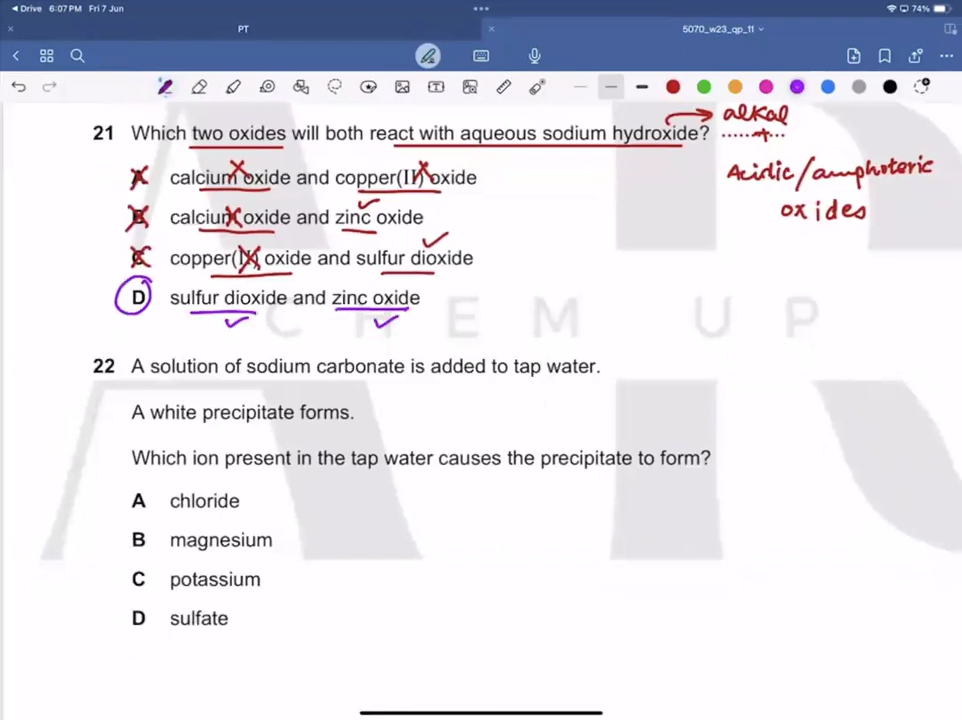 Drive 6:07 PM Fri 7 Jun 74%
PT 5070_w23_qp_11
21 Which two oxides will both react with aqueous sodium hydroxide? alkal
Acidic/amphoteric
oxides
A calcium oxide and copper(II) oxide
B calcium oxide and zinc oxide
C copper(II) oxide and sulfur dioxide
D sulfur dioxide and zinc oxide
CHEM UP
22 A solution of sodium carbonate is added to tap water.
A white precipitate forms.
Which ion present in the tap water causes the precipitate to form?
A chloride
B magnesium
C potassium
D sulfate